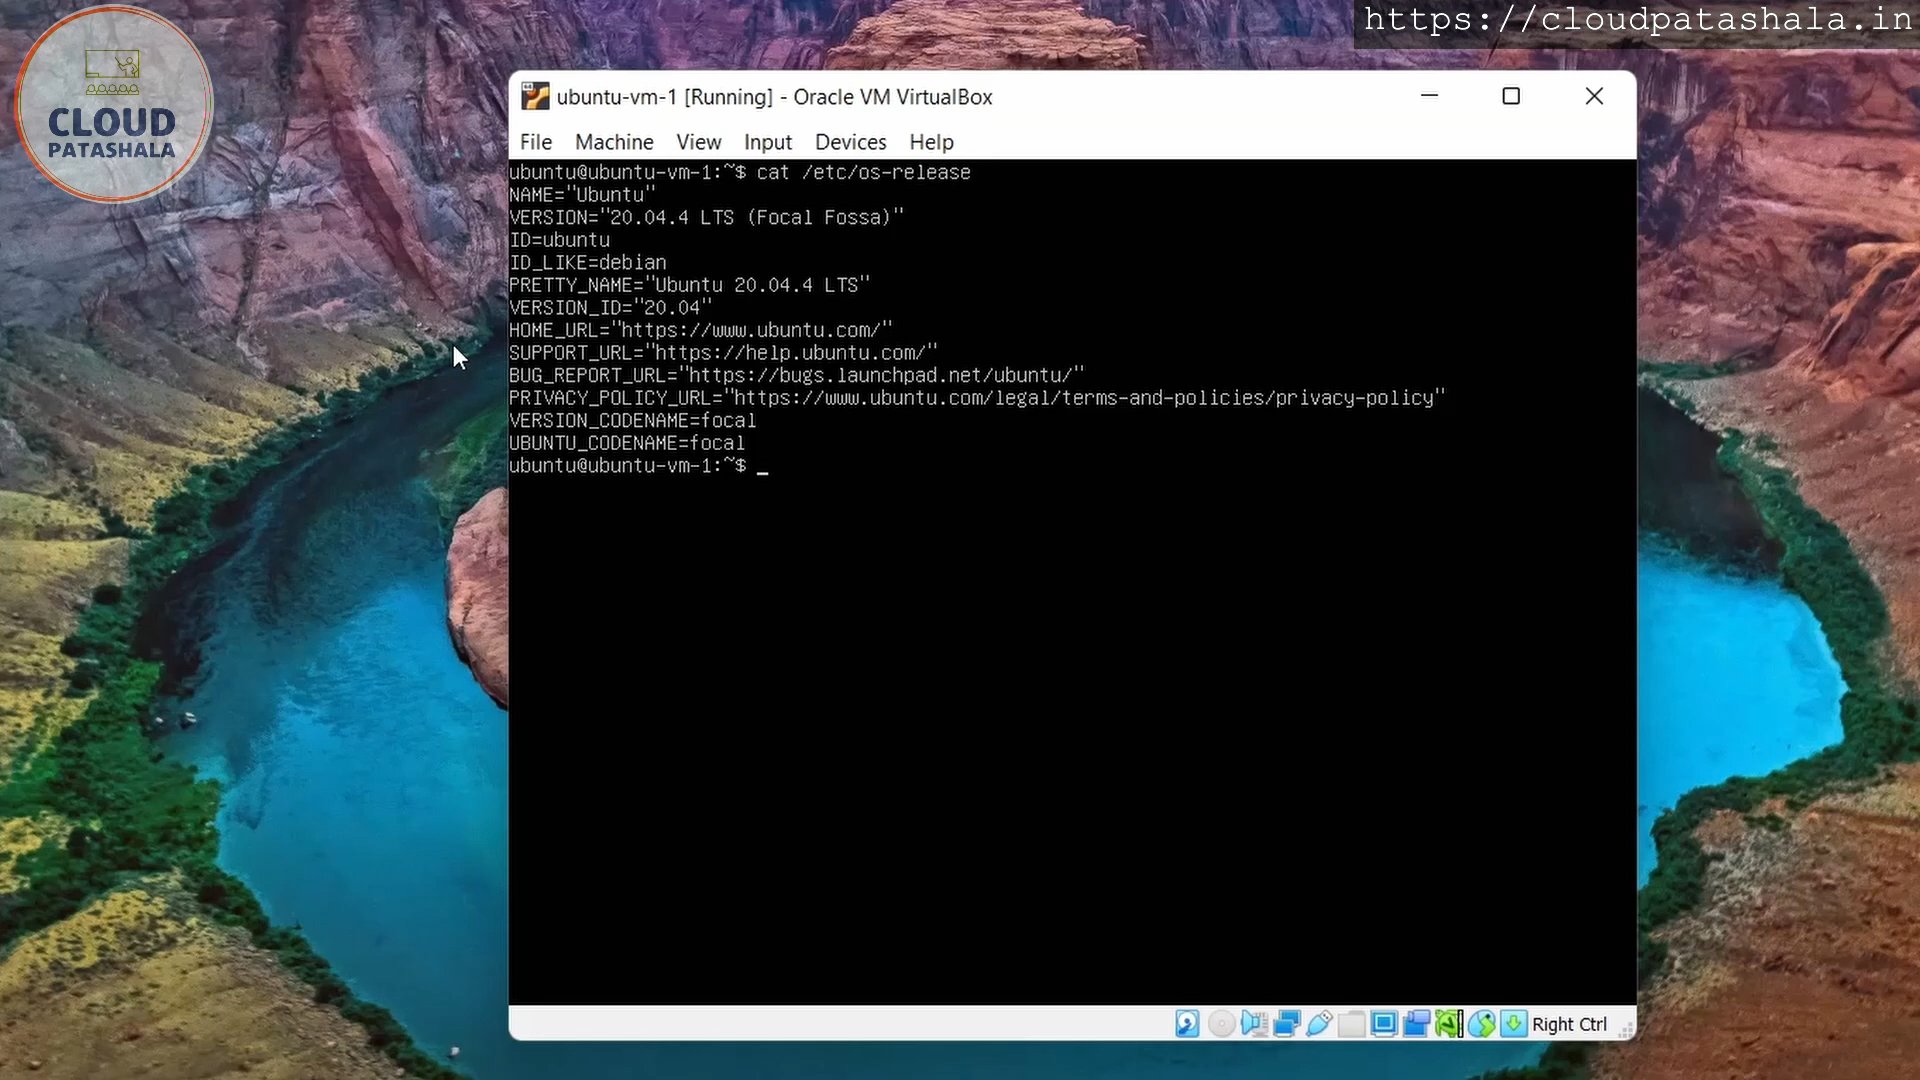 https://cloudpatashala.in
CLOUD
PATASHALA
ubuntu-vm-1 [Running] - Oracle VM VirtualBox
File Machine View Input Devices Help
ubuntu@ubuntu-vm-1:~$ cat /etc/os-release
NAME="Ubuntu"
VERSION="20.04.4 LTS (Focal Fossa)"
ID=ubuntu
ID_LIKE=debian
PRETTY_NAME="Ubuntu 20.04.4 LTS"
VERSION_ID="20.04"
HOME_URL="https://www.ubuntu.com/"
SUPPORT_URL="https://help.ubuntu.com/"
BUG_REPORT_URL="https://bugs.launchpad.net/ubuntu/"
PRIVACY_POLICY_URL="https://www.ubuntu.com/legal/terms-and-policies/privacy-policy"
VERSION_CODENAME=focal
UBUNTU_CODENAME=focal
ubuntu@ubuntu-vm-1:~$ _
Right Ctrl